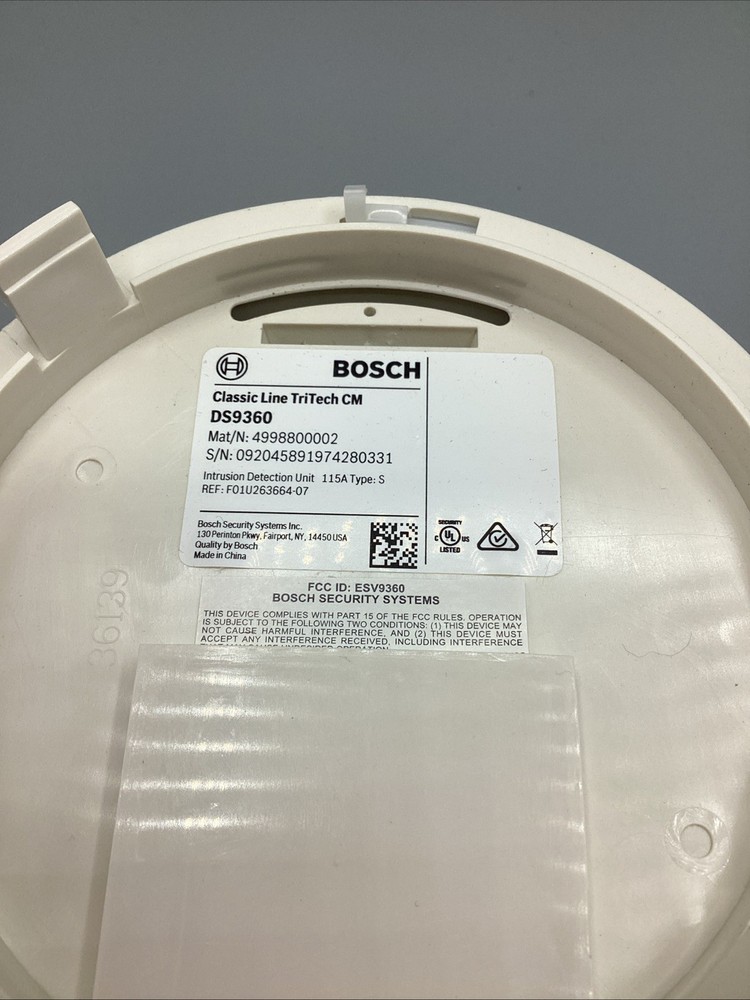 BOSCH
Classic Line TriTech CM
DS9360
Mat/N: 4998800002
S/N: 092045891974280331
Intrusion Detection Unit 115A Type: S
REF: F01U263664-07
Bosch Security Systems Inc.
130 Perinton Pkwy, Fairport, NY, 14450 USA
Quality by Bosch
Made in China
SECURITY
C UL US
LISTED
FCC ID: ESV9360
BOSCH SECURITY SYSTEMS
THIS DEVICE COMPLIES WITH PART 15 OF THE FCC RULES. OPERATION
IS SUBJECT TO THE FOLLOWING TWO CONDITIONS: (1) THIS DEVICE MAY
NOT CAUSE HARMFUL INTERFERENCE, AND (2) THIS DEVICE MUST
ACCEPT ANY INTERFERENCE RECEIVED, INCLUDING INTERFERENCE
36139